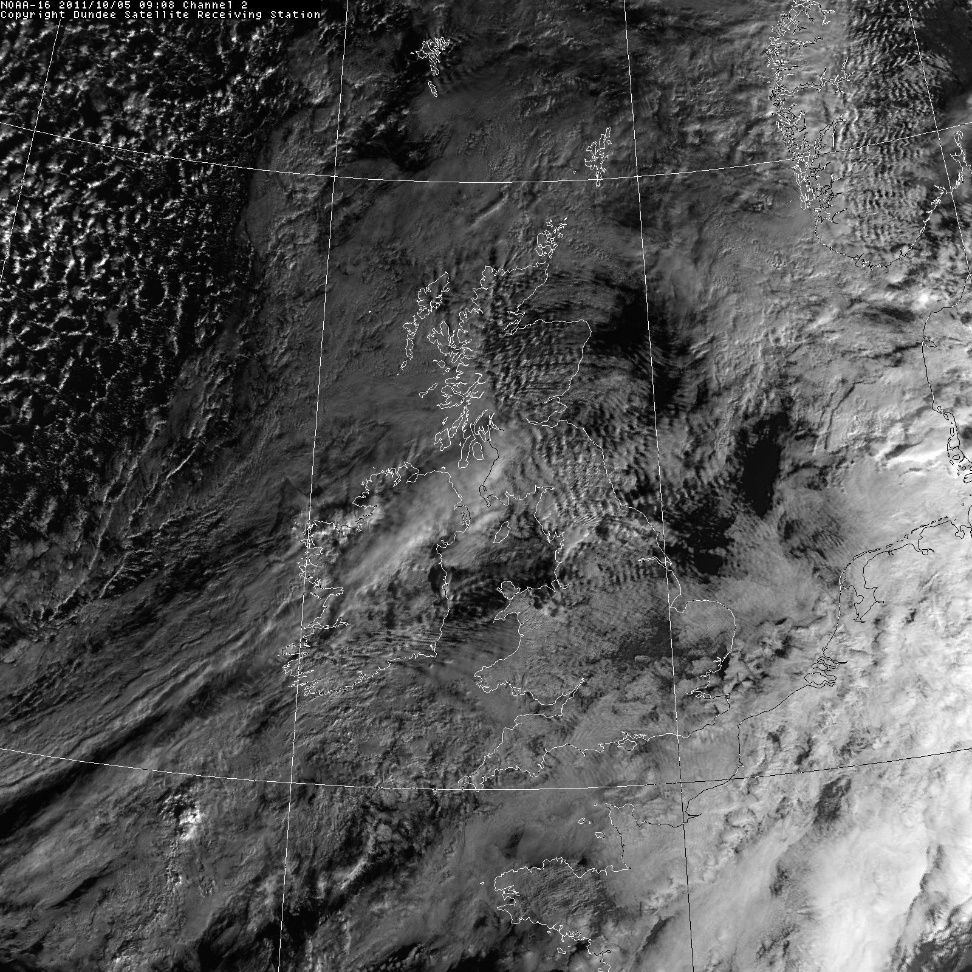 NOAA-16 2011/10/05 09:08 Channel 2
Copyright Dundee Satellite Receiving Station